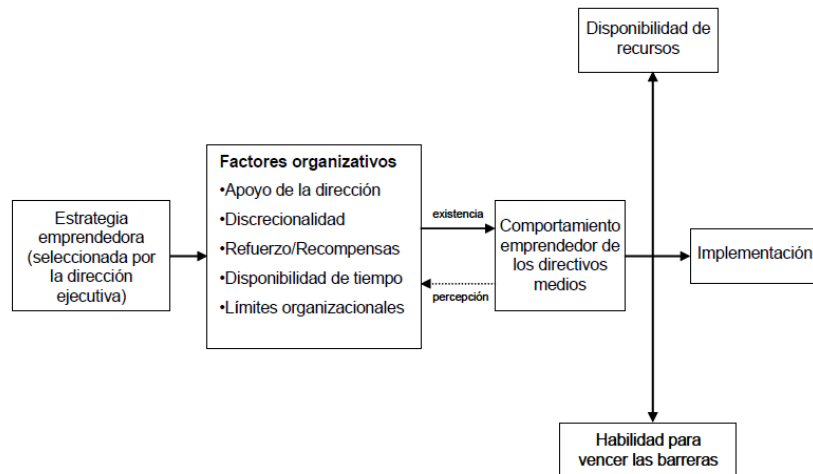 Disponibilidad de
recursos
Factores organizativos
•Apoyo de la dirección
•Discrecionalidad
•Refuerzo/Recompensas
•Disponibilidad de tiempo
•Límites organizacionales
Estrategia
emprendedora
(seleccionada por
la dirección
ejecutiva)
existencia
percepción
Comportamiento
emprendedor de
los directivos
medios
Implementación
Habilidad para
vencer las barreras